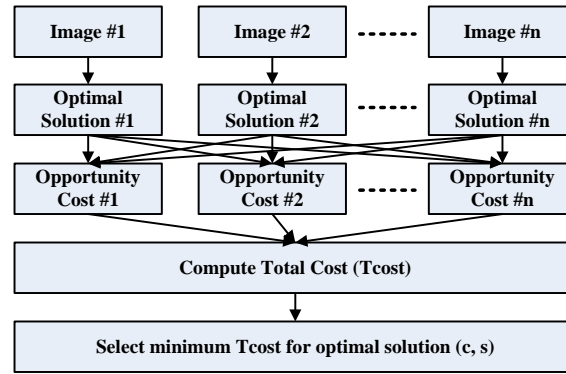 Image #1
Image #2
Image #n
Optimal
Solution #1
Optimal
Solution #2
Optimal
Solution #n
Opportunity
Cost #1
Opportunity
Cost #2
Opportunity
Cost #n
Compute Total Cost (Tcost)
Select minimum Tcost for optimal solution (c, s)